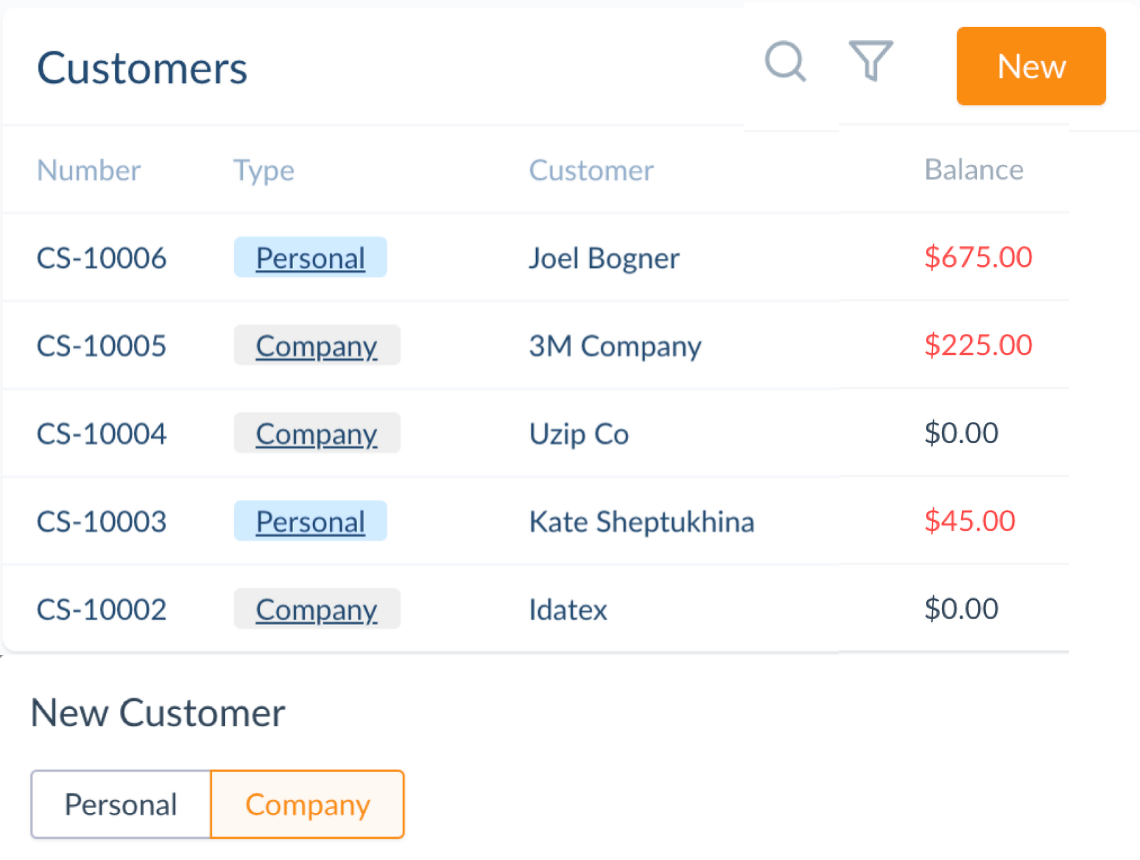 Customers New
Number Type Customer Balance
CS-10006 Personal Joel Bogner $675.00
CS-10005 Company 3M Company $225.00
CS-10004 Company Uzip Co $0.00
CS-10003 Personal Kate Sheptukhina $45.00
CS-10002 Company Idatex $0.00
New Customer
Personal Company